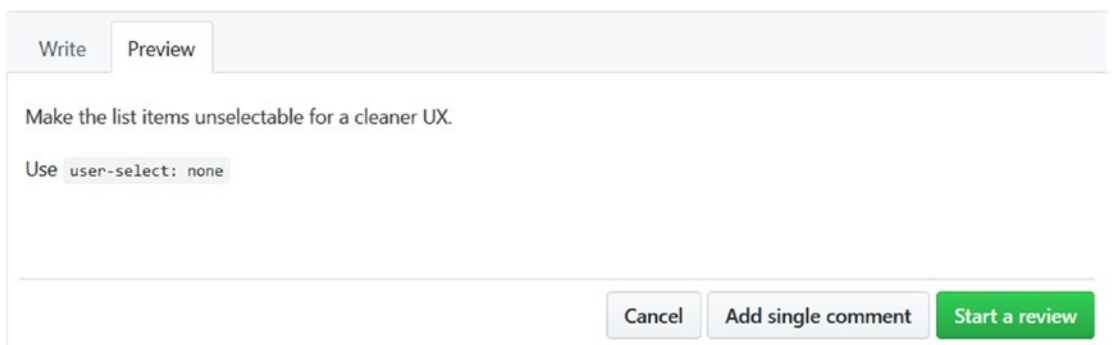 Write Preview
Make the list items unselectable for a cleaner UX.
Use user-select: none
Cancel Add single comment Start a review